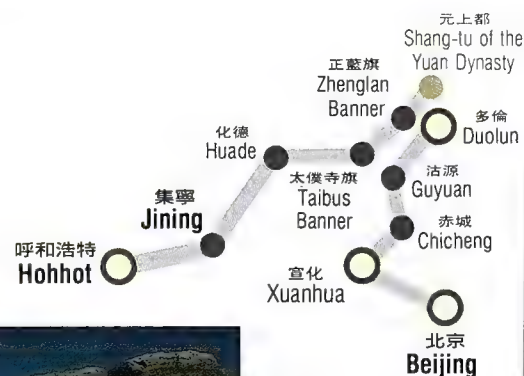 元上都
Shang-tu of the
Yuan Dynasty
正藍旗
Zhenglan
Banner
多倫
Duolun
化德
Huade
太僕寺旗
Taibus
Banner
沽源
Guyuan
集寧
Jining
赤城
Chicheng
呼和浩特
Hohhot
宣化
Xuanhua
北京
Beijing